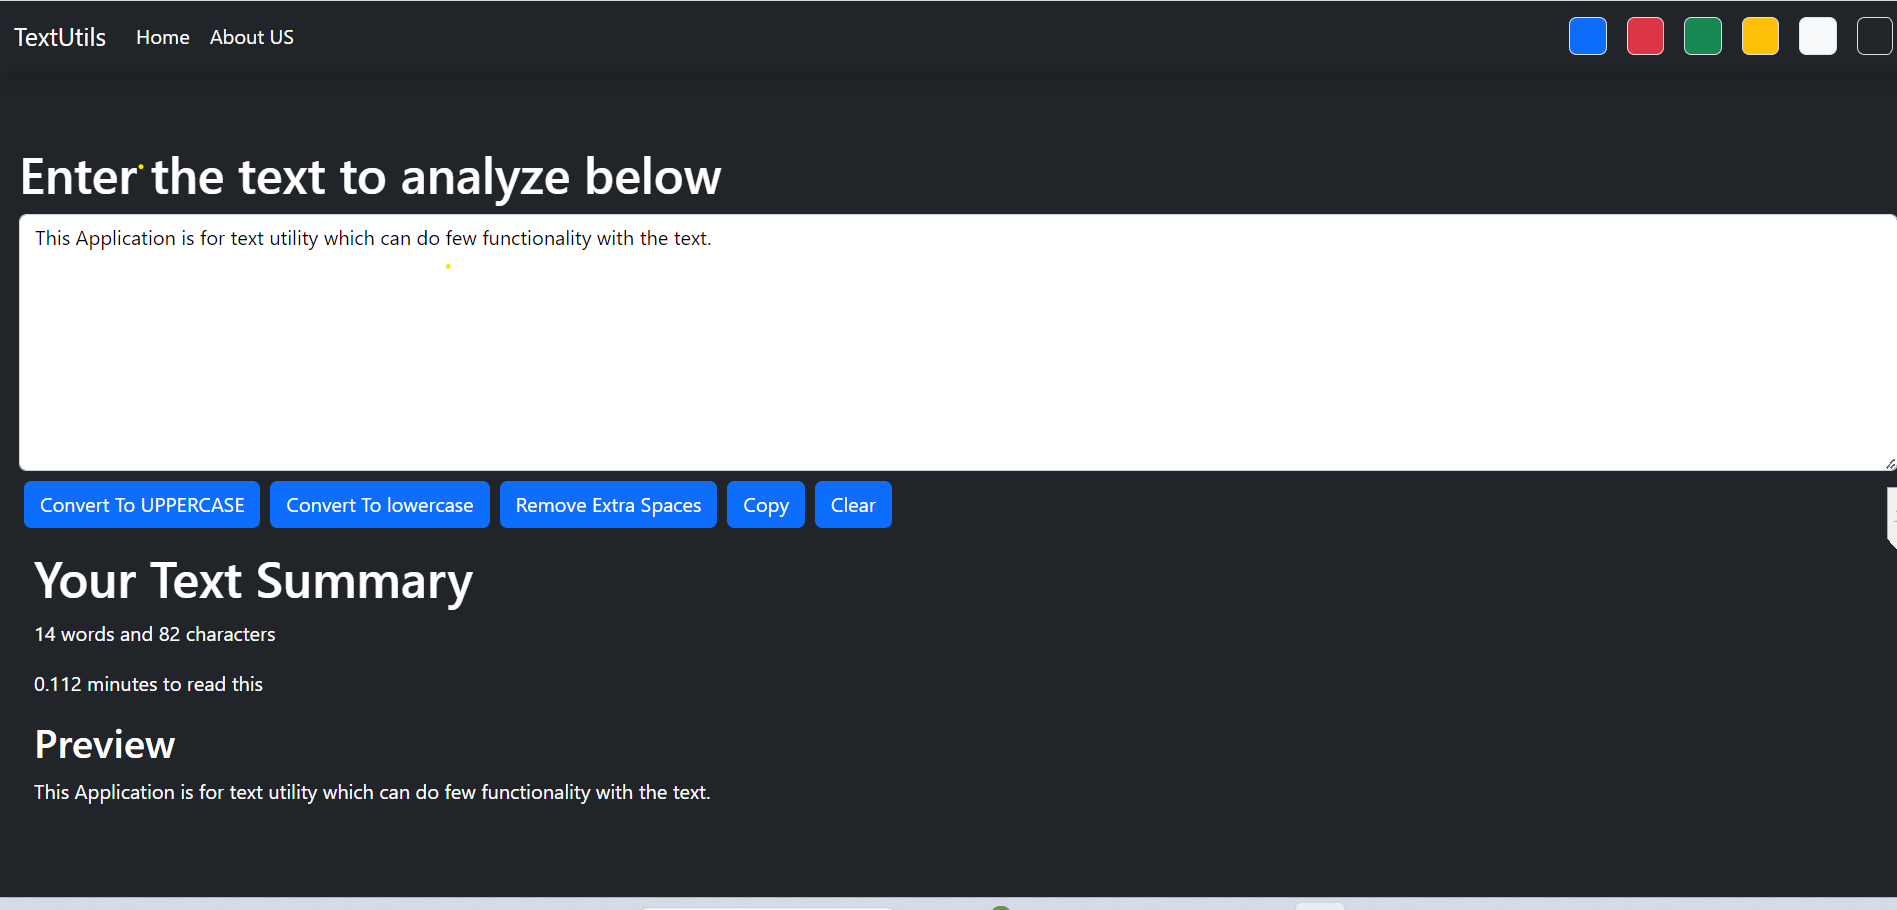 TextUtils Home About US
Enter the text to analyze below
This Application is for text utility which can do few functionality with the text.
Convert To UPPERCASE Convert To lowercase Remove Extra Spaces Copy Clear
Your Text Summary
14 words and 82 characters
0.112 minutes to read this
Preview
This Application is for text utility which can do few functionality with the text.